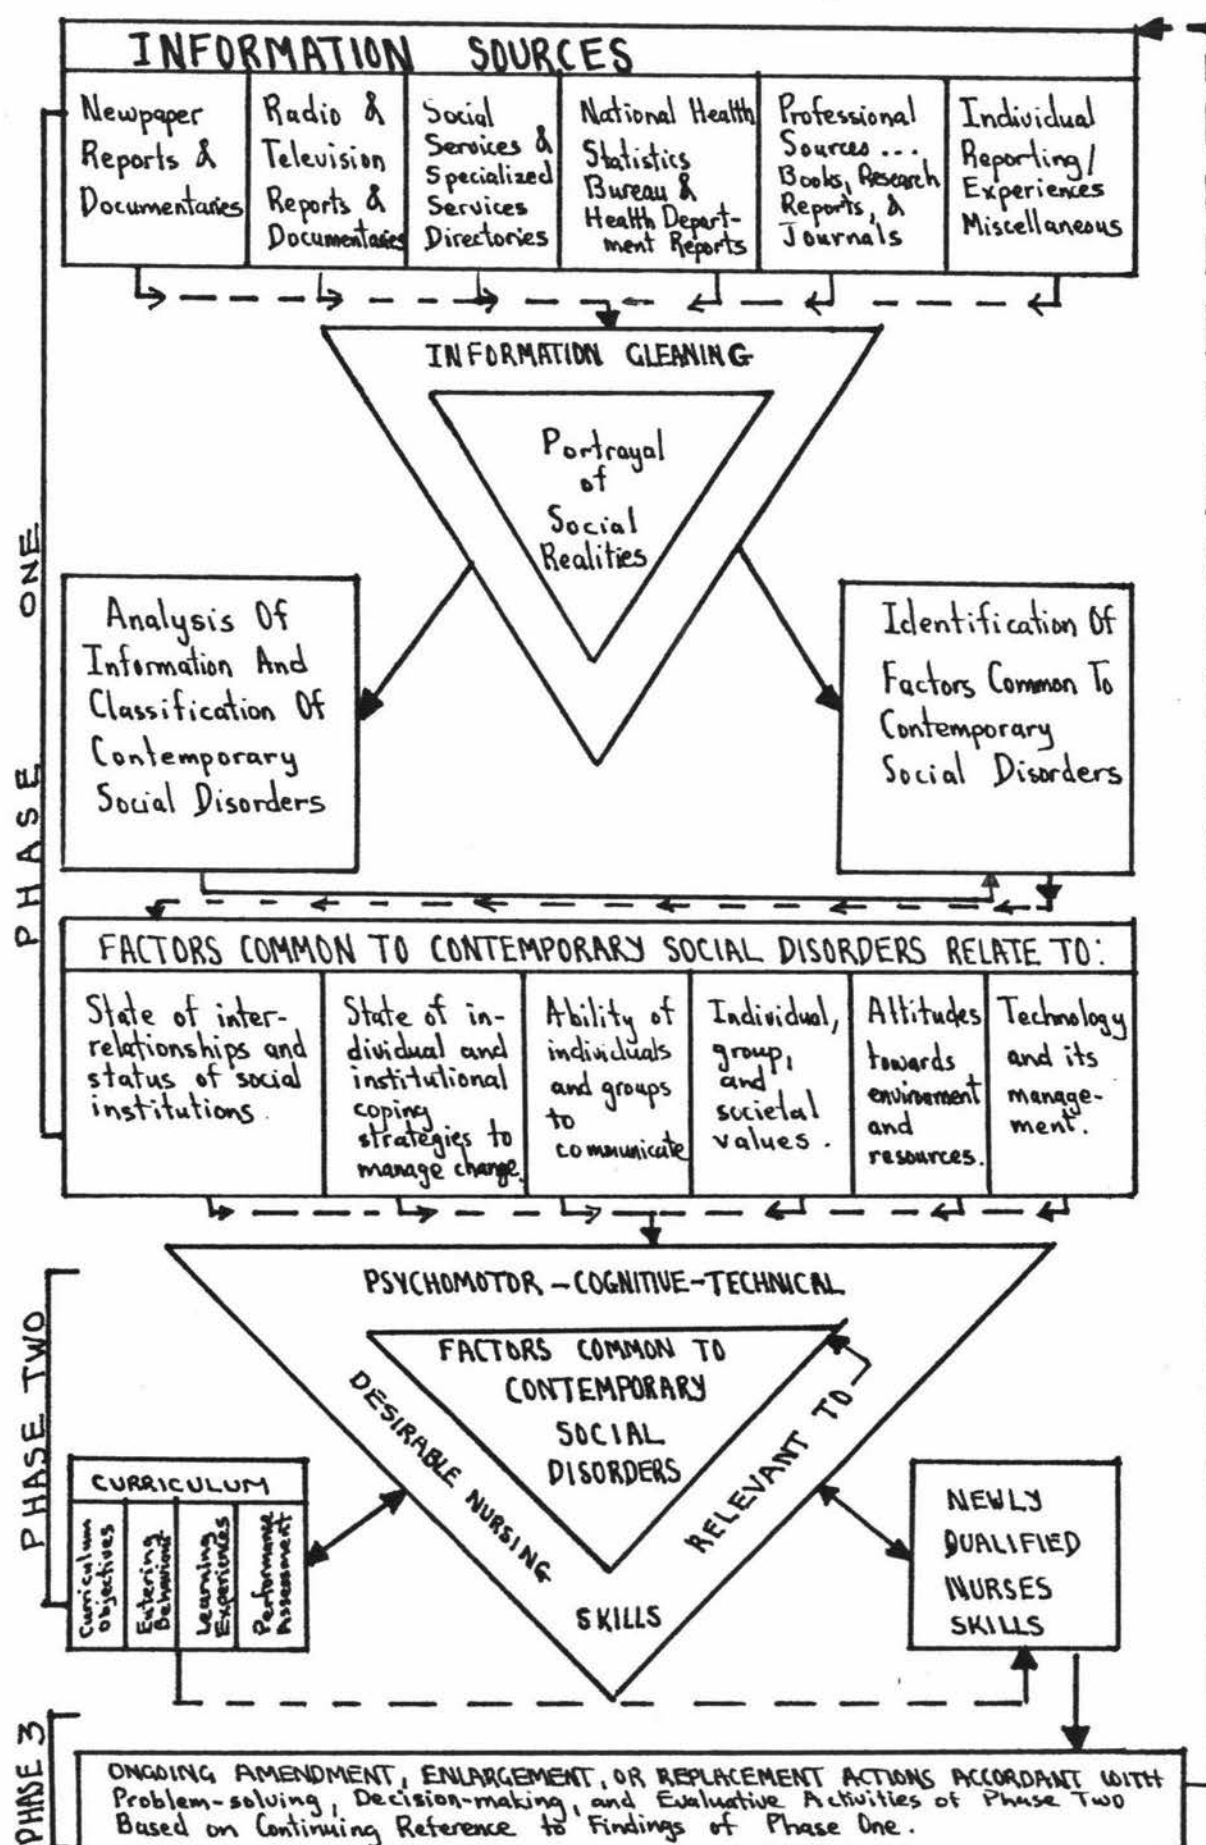 INFORMATION SOURCES
Newpaper
Reports &
Documentaries
Radio &
Television
Reports &
Documentaries
Social
Services &
Specialized
Services
Directories
National Health
Statistics
Bureau &
Health Depart-
ment Reports
Professional
Sources ...
Books, Research
Reports, &
Journals
Individual
Reporting/
Experiences
Miscellaneous
INFORMATION GLEANING
Portrayal
of
Social
Realities
PHASE ONE
Analysis Of
Information And
Classification Of
Contemporary
Social Disorders
Identification Of
Factors Common To
Contemporary
Social Disorders
FACTORS COMMON TO CONTEMPORARY SOCIAL DISORDERS RELATE TO:
State of inter-
relationships and
status of social
institutions.
State of in-
dividual and
institutional
coping
strategies to
manage change.
Ability of
individuals
and groups
to
communicate
Individual,
group,
and
societal
values.
Attitudes
towards
environment
and
resources.
Technology
and its
manage-
ment.
PHASE TWO
PSYCHOMOTOR-COGNITIVE-TECHNICAL
FACTORS COMMON TO
CONTEMPORARY
SOCIAL
DISORDERS
DESIRABLE NURSING
SKILLS
RELEVANT TO
CURRICULUM
Curriculum
Objectives
Entering
Behaviour
Learning
Experiences
Performance
Assessment
NEWLY
QUALIFIED
NURSES
SKILLS
PHASE 3
ONGOING AMENDMENT, ENLARGEMENT, OR REPLACEMENT ACTIONS ACCORDANT WITH
Problem-solving, Decision-making, and Evaluative Activities of Phase Two
Based on Continuing Reference to Findings of Phase One.